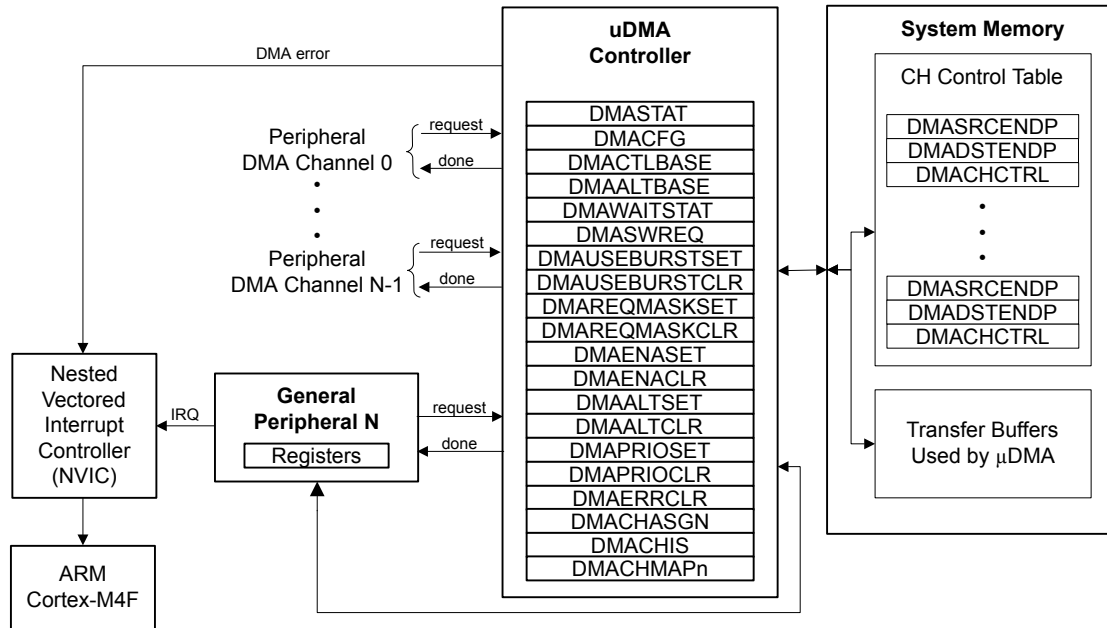 uDMA
Controller
System Memory
DMA error
CH Control Table
DMASTAT
DMACFG
DMACTLBASE
DMAALTBASE
DMAWAITSTAT
DMASWREQ
DMAUSEBURSTSET
DMAUSEBURSTCLR
DMAREQMASKSET
DMAREQMASKCLR
DMAENASET
DMAENACLR
DMAALTSET
DMAALTCLR
DMAPRIOSET
DMAPRIOCLR
DMAERRCLR
DMACHASGN
DMACHIS
DMACHMAPn
Peripheral
DMA Channel 0
request
done
Peripheral
DMA Channel N-1
request
done
DMASRCENDP
DMADSTENDP
DMACHCTRL
DMASRCENDP
DMADSTENDP
DMACHCTRL
Nested
Vectored
Interrupt
Controller
(NVIC)
IRQ
General
Peripheral N
Registers
request
done
Transfer Buffers
Used by μDMA
ARM
Cortex-M4F